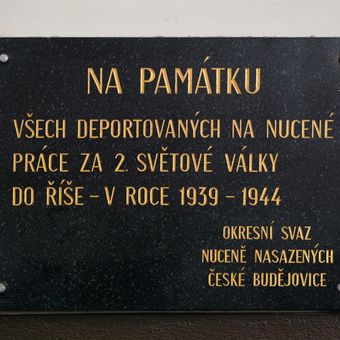 NA PAMÁTKU
VŠECH DEPORTOVANÝCH NA NUCENÉ
PRÁCE ZA 2. SVĚTOVÉ VÁLKY
DO ŘÍŠE – V ROCE 1939 – 1944
OKRESNÍ SVAZ
NUCENĚ NASAZENÝCH
ČESKÉ BUDĚJOVICE